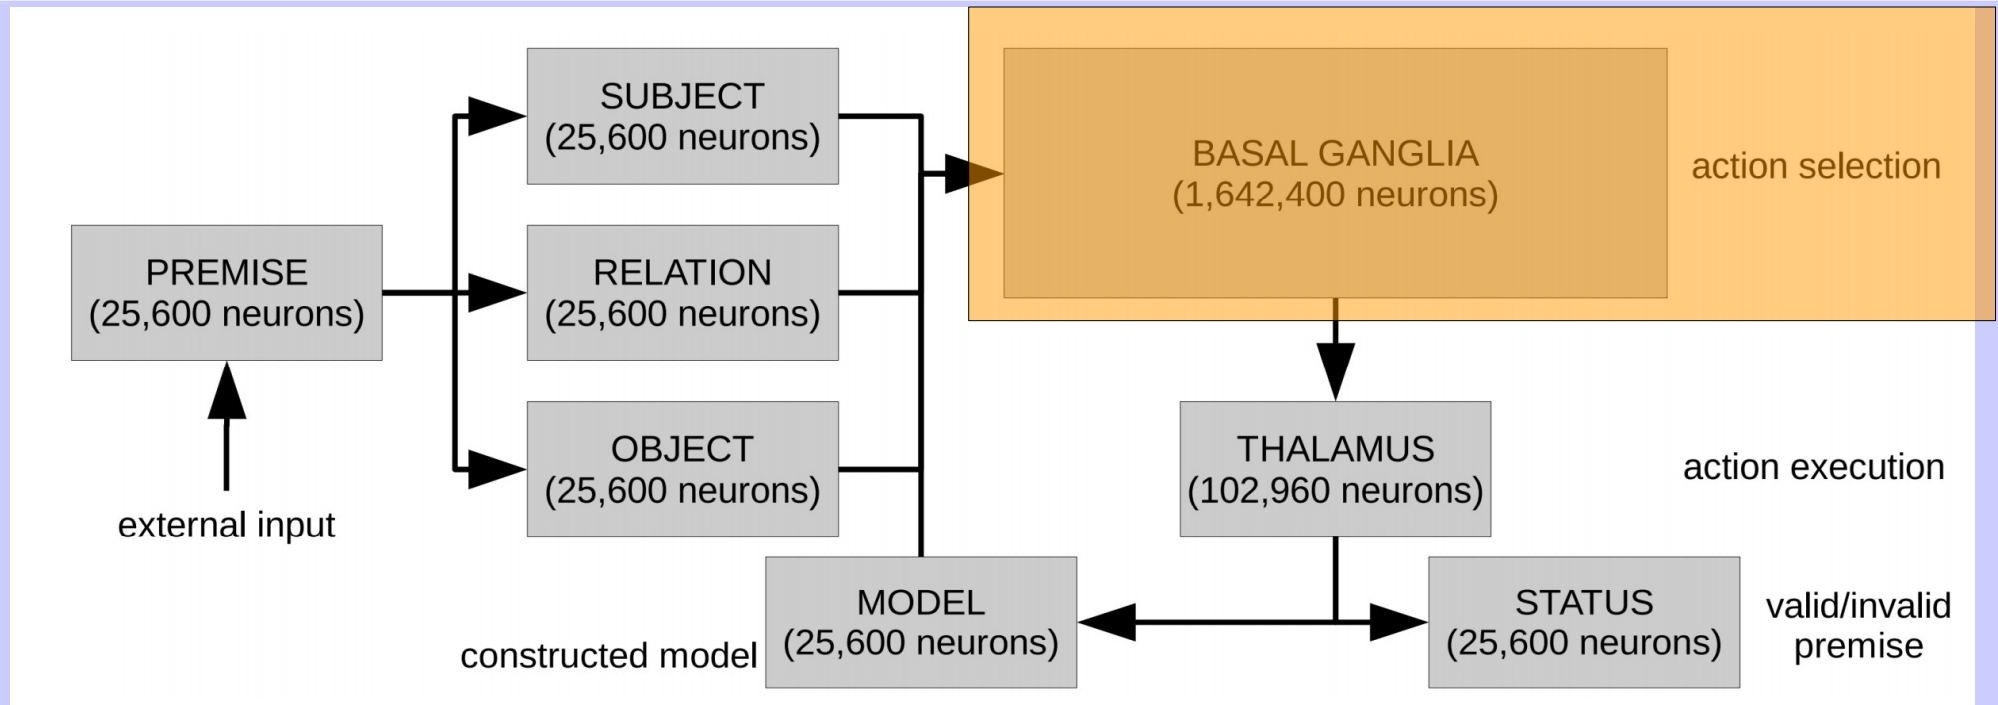 SUBJECT
(25,600 neurons)
BASAL GANGLIA
(1,642,400 neurons)
action selection
PREMISE
(25,600 neurons)
RELATION
(25,600 neurons)
OBJECT
(25,600 neurons)
THALAMUS
(102,960 neurons)
action execution
external input
MODEL
(25,600 neurons)
constructed model
STATUS
(25,600 neurons)
valid/invalid
premise